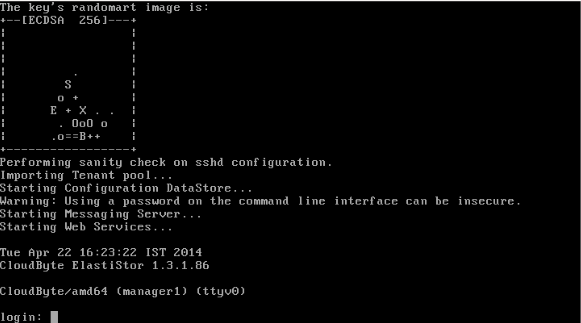 The key's randomart image is:
+--[ECDSA  256]---+
|                 |
|                 |
|                 |
|         .       |
|        S        |
|       o +       |
|      E + X . .  |
|       . OoO o   |
|      .o==B++    |
+-----------------+
Performing sanity check on sshd configuration.
Importing Tenant pool...
Starting Configuration DataStore...
Warning: Using a password on the command line interface can be insecure.
Starting Messaging Server...
Starting Web Services...
Tue Apr 22 16:23:22 IST 2014
CloudByte ElastiStor 1.3.1.86
CloudByte/amd64 (manager1) (ttyv0)
login: